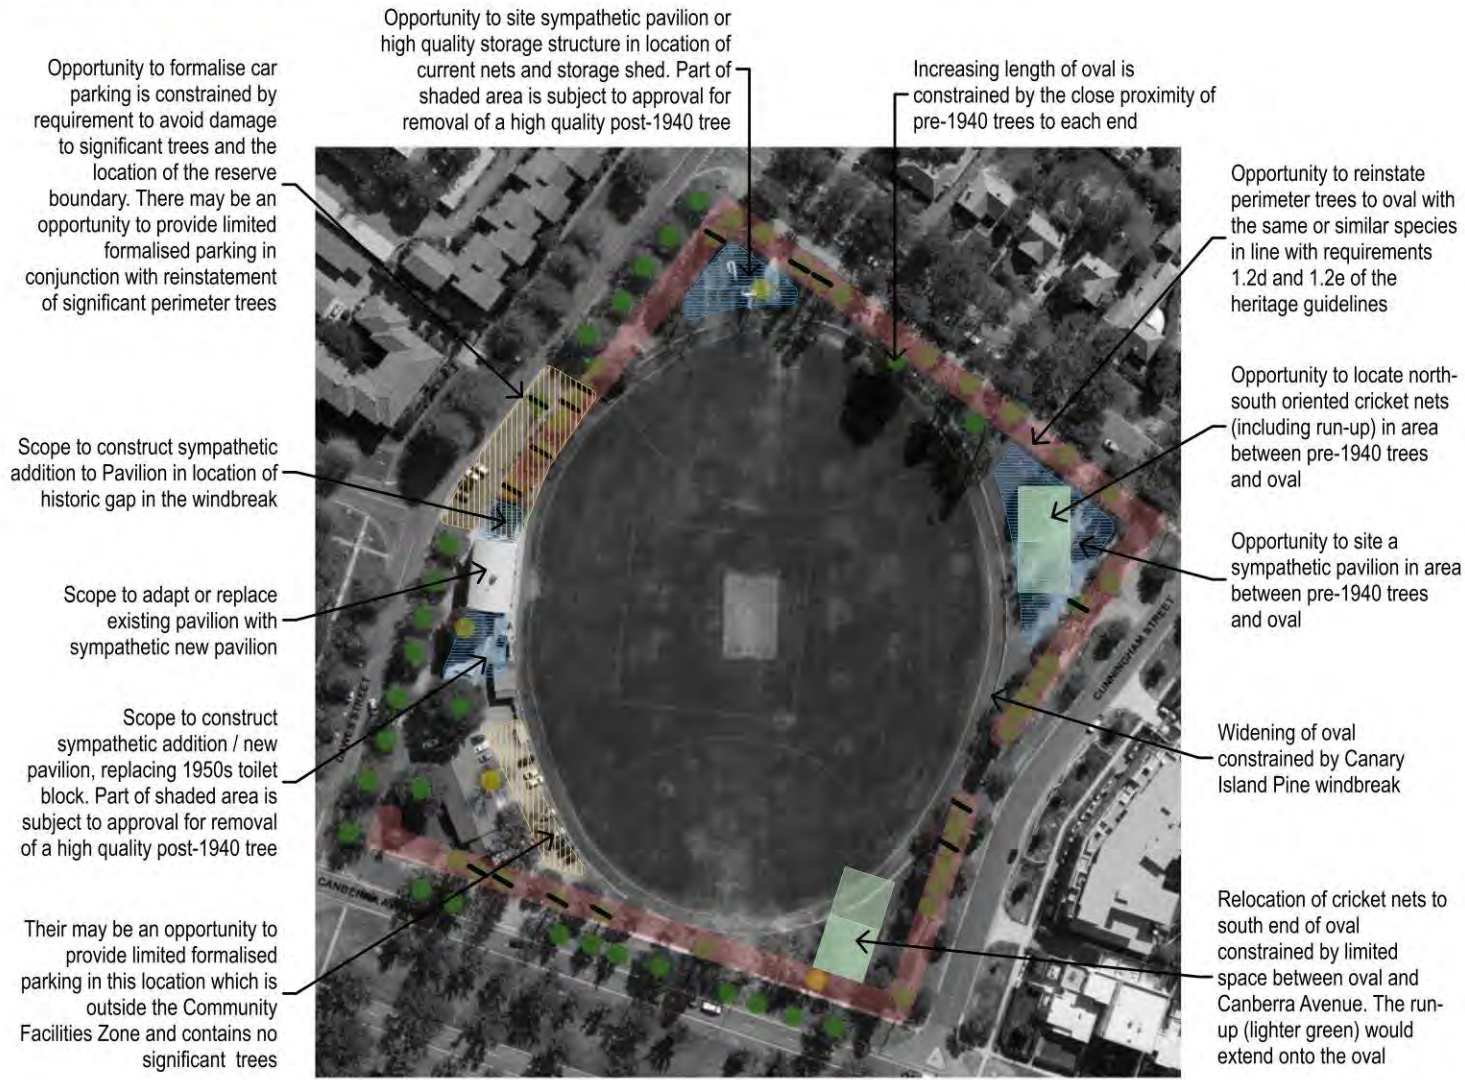 Opportunity to site sympathetic pavilion or
high quality storage structure in location of
current nets and storage shed. Part of
shaded area is subject to approval for
removal of a high quality post-1940 tree
Opportunity to formalise car
parking is constrained by
requirement to avoid damage
to significant trees and the
location of the reserve
boundary. There may be an
opportunity to provide limited
formalised parking in
conjunction with reinstatement
of significant perimeter trees
Scope to construct sympathetic
addition to Pavilion in location of
historic gap in the windbreak
Scope to adapt or replace
existing pavilion with
sympathetic new pavilion
Scope to construct
sympathetic addition / new
pavilion, replacing 1950s toilet
block. Part of shaded area is
subject to approval for removal
of a high quality post-1940 tree
Their may be an opportunity to
provide limited formalised
parking in this location which is
outside the Community
Facilities Zone and contains no
significant trees
Increasing length of oval is
constrained by the close proximity of
pre-1940 trees to each end
Opportunity to reinstate
perimeter trees to oval with
the same or similar species
in line with requirements
1.2d and 1.2e of the
heritage guidelines
Opportunity to locate north-
south oriented cricket nets
(including run-up) in area
between pre-1940 trees
and oval
Opportunity to site a
sympathetic pavilion in area
between pre-1940 trees
and oval
Widening of oval
constrained by Canary
Island Pine windbreak
Relocation of cricket nets to
south end of oval
constrained by limited
space between oval and
Canberra Avenue. The run-
up (lighter green) would
extend onto the oval
CUNNINGHAM STREET
STREET
CANBERRA